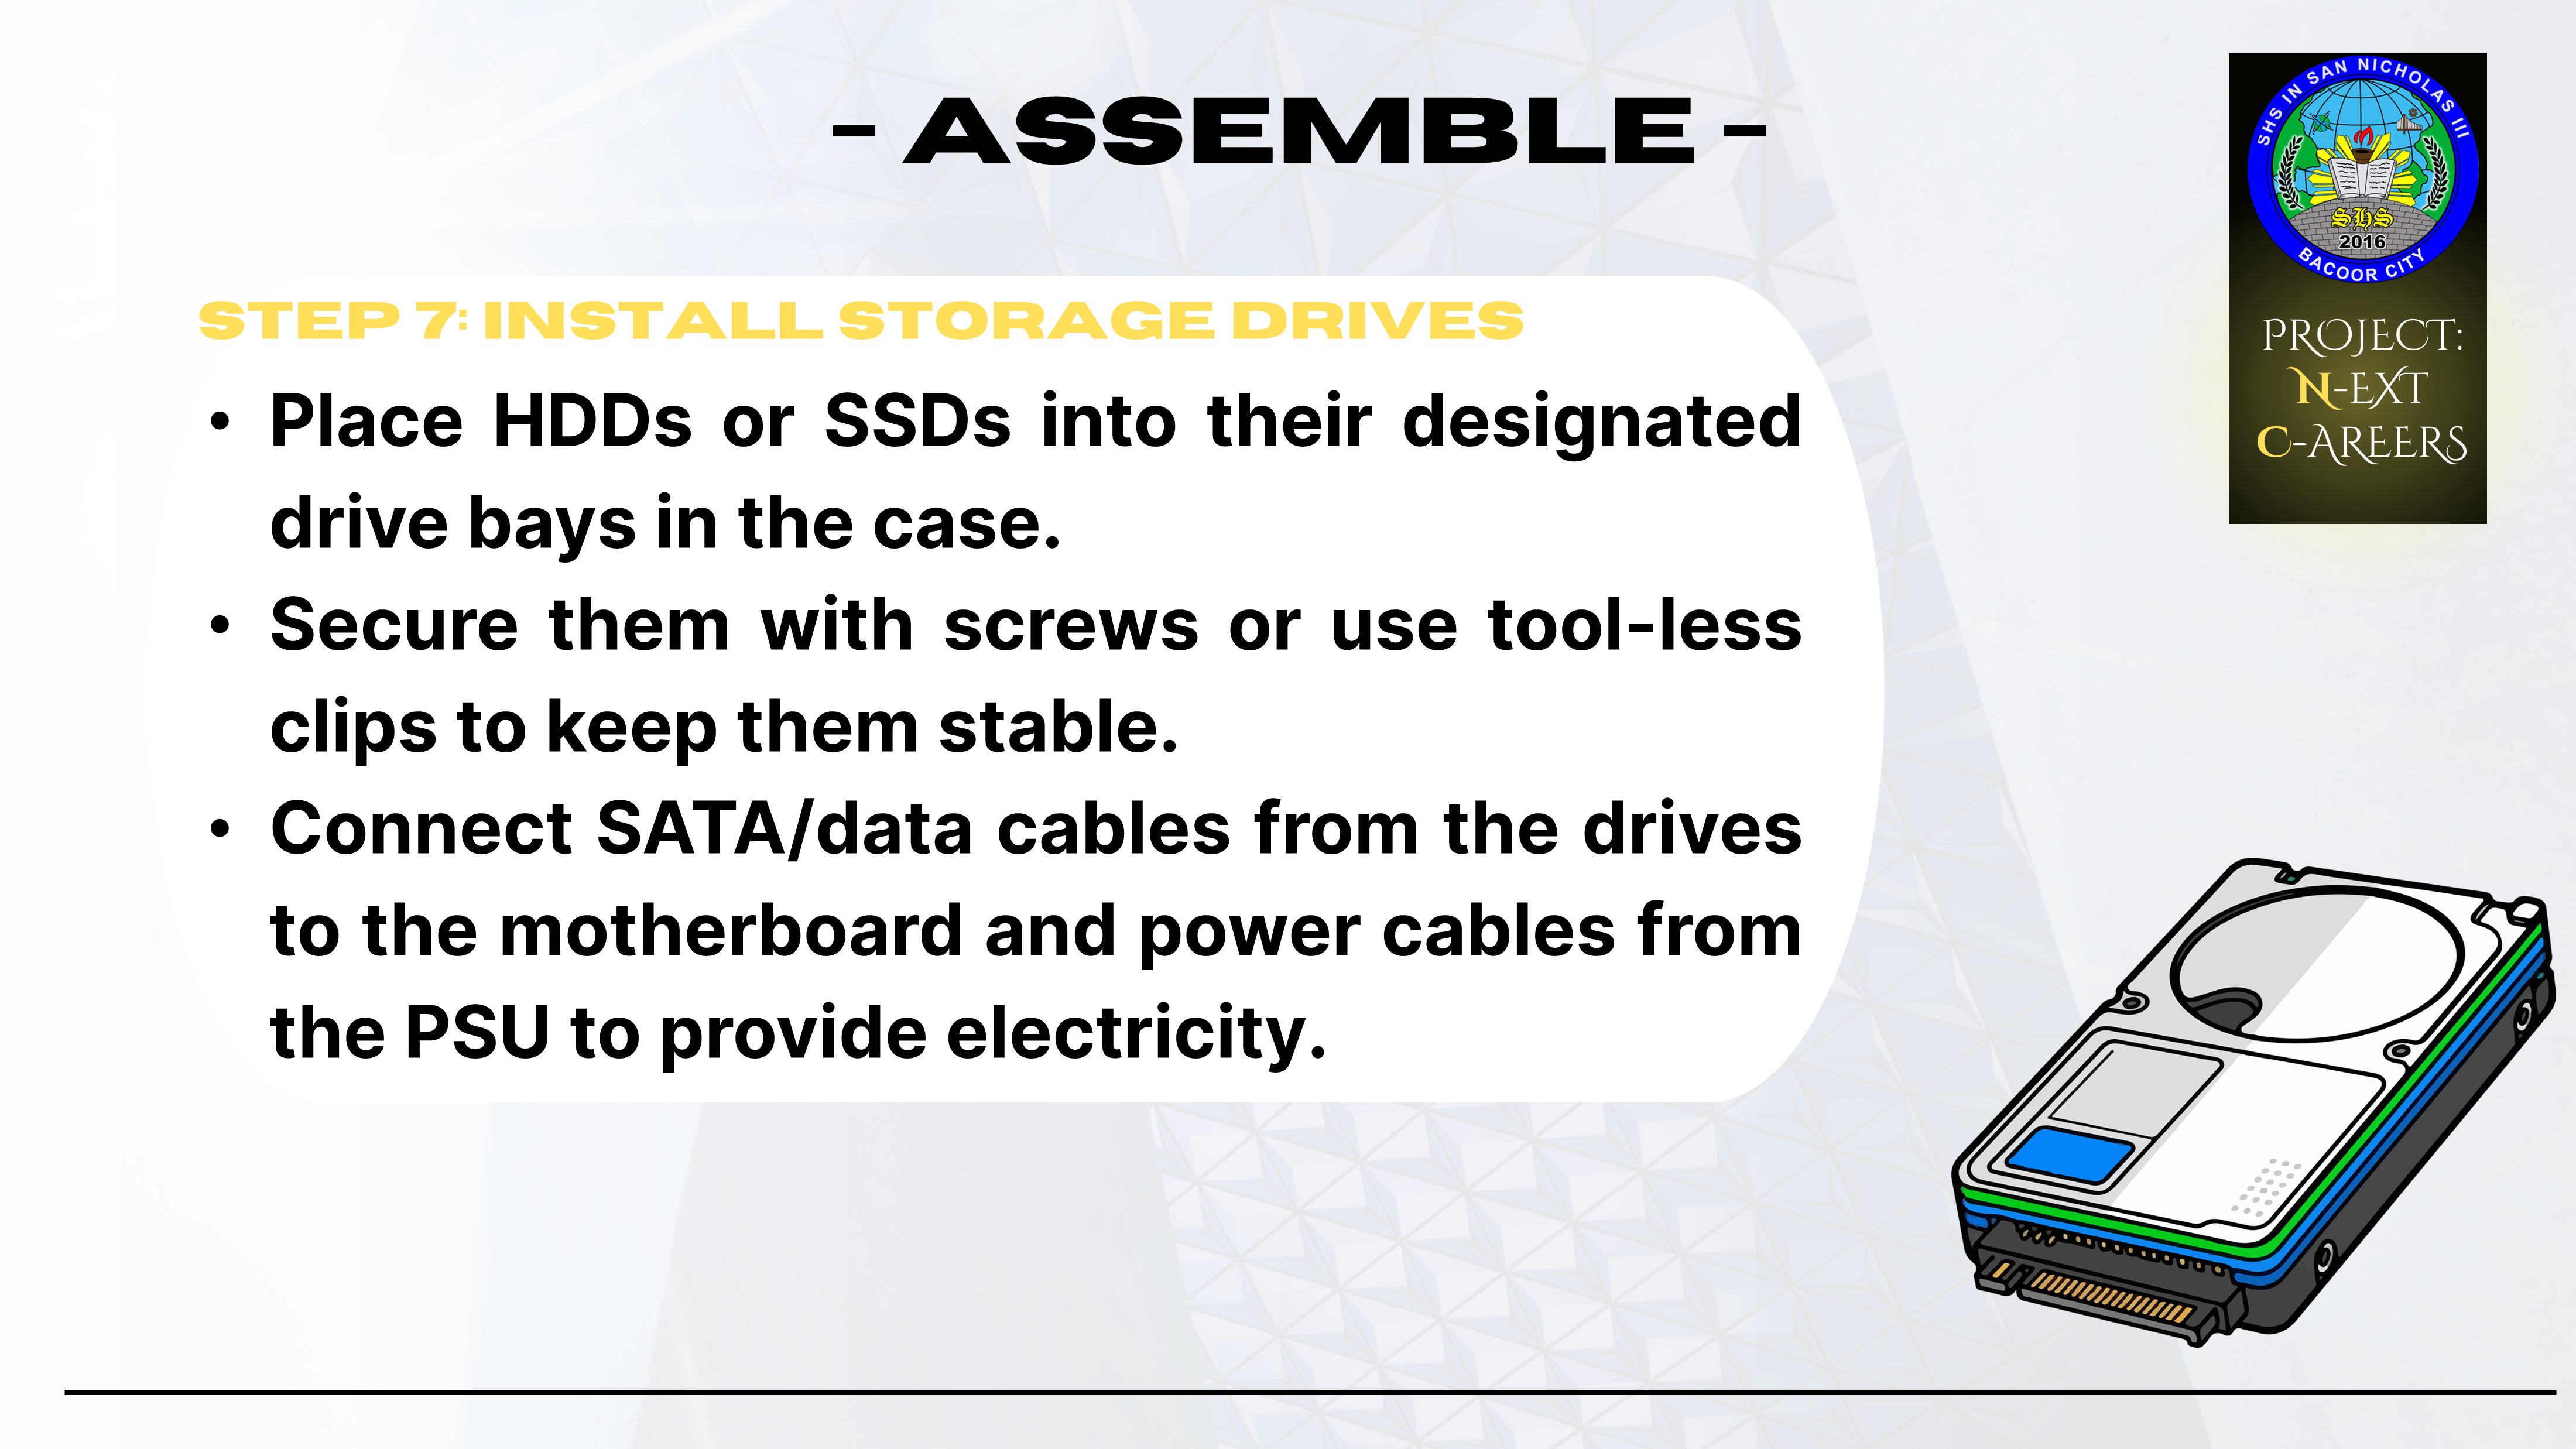 - ASSEMBLE -
SHS IN SAN NICHOLAS III
SHS
2016
BACOOR CITY
PROJECT:
N-EXT
C-AREERS
STEP 7: INSTALL STORAGE DRIVES
• Place HDDs or SSDs into their designated
drive bays in the case.
• Secure them with screws or use tool-less
clips to keep them stable.
• Connect SATA/data cables from the drives
to the motherboard and power cables from
the PSU to provide electricity.